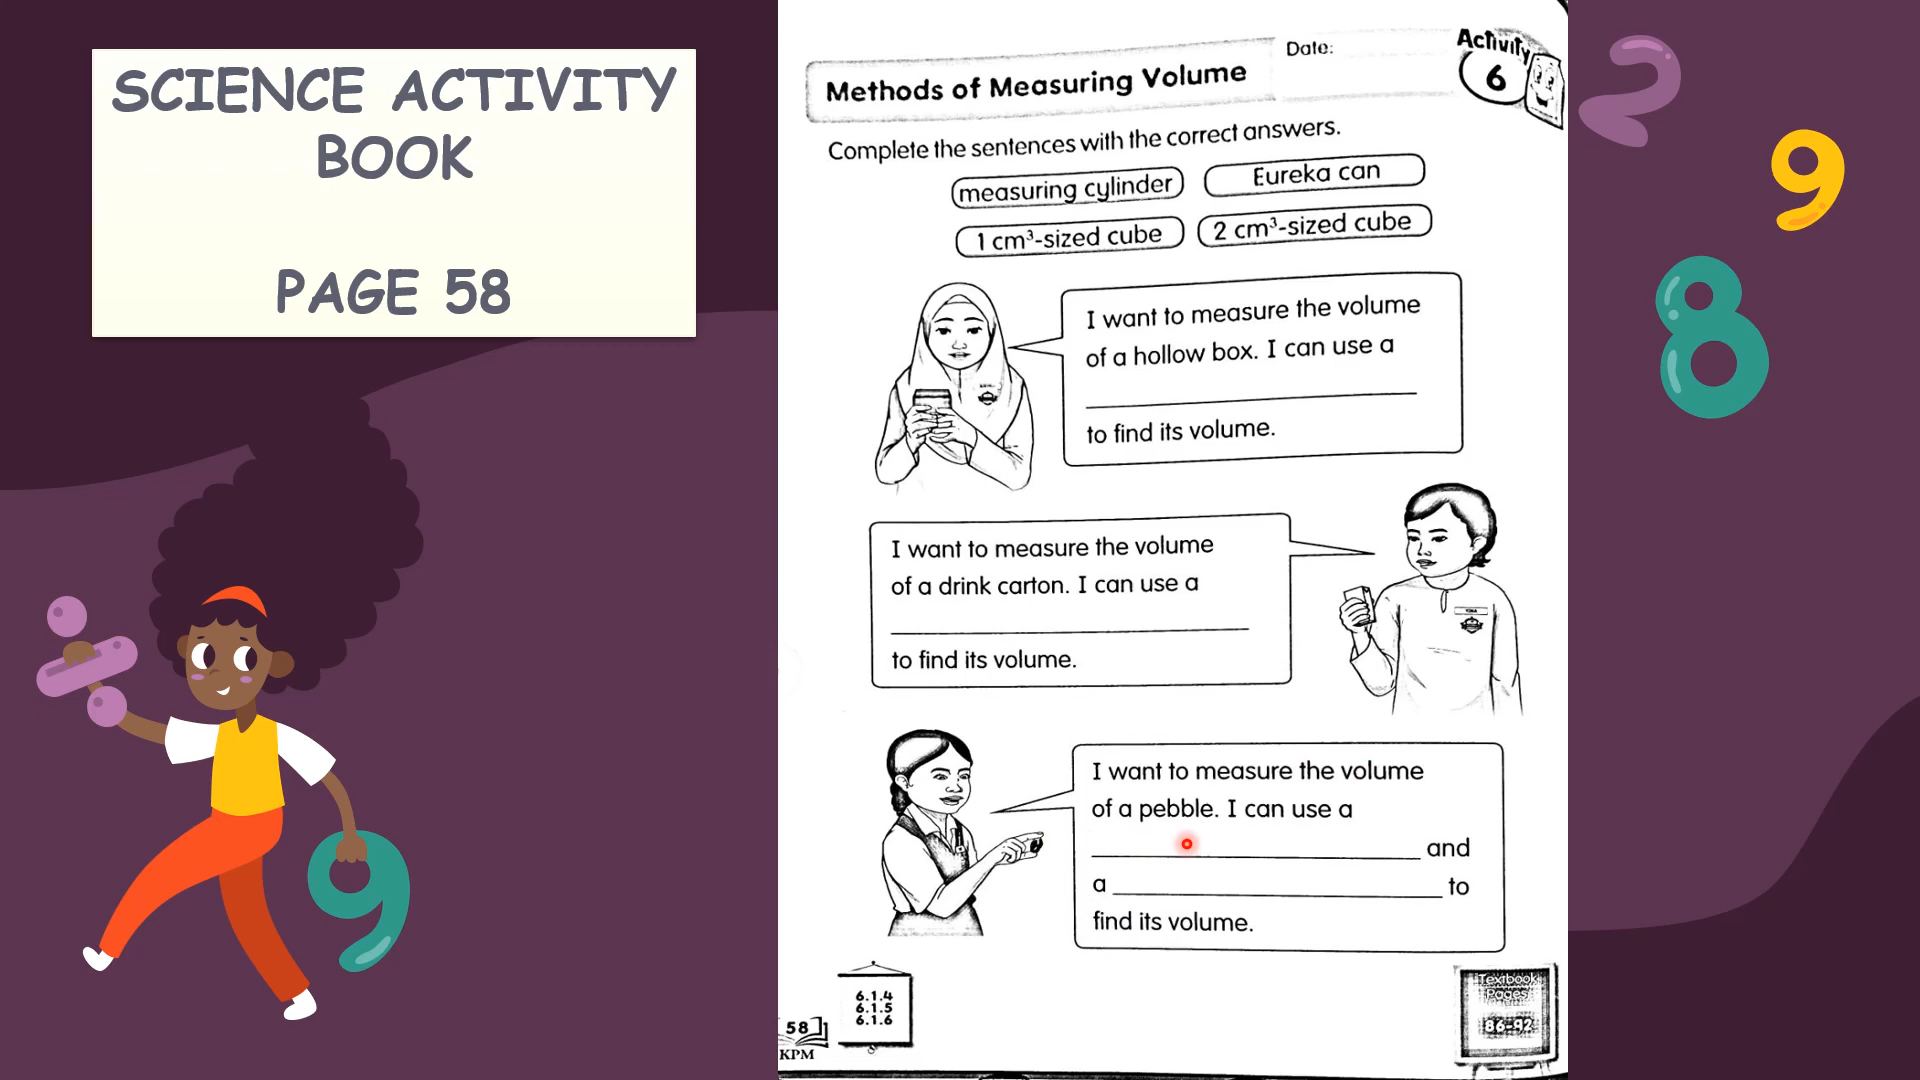 SCIENCE ACTIVITY
BOOK
PAGE 58
Methods of Measuring Volume
Date:
Activity
6
Complete the sentences with the correct answers.
measuring cylinder
Eureka can
1 cm³-sized cube
2 cm³-sized cube
I want to measure the volume
of a hollow box. I can use a
to find its volume.
I want to measure the volume
of a drink carton. I can use a
to find its volume.
I want to measure the volume
of a pebble. I can use a
and
a
to
find its volume.
6.1.4
6.1.5
6.1.6
58
KPM
Textbook
Pages
86-92
2
9
8
9